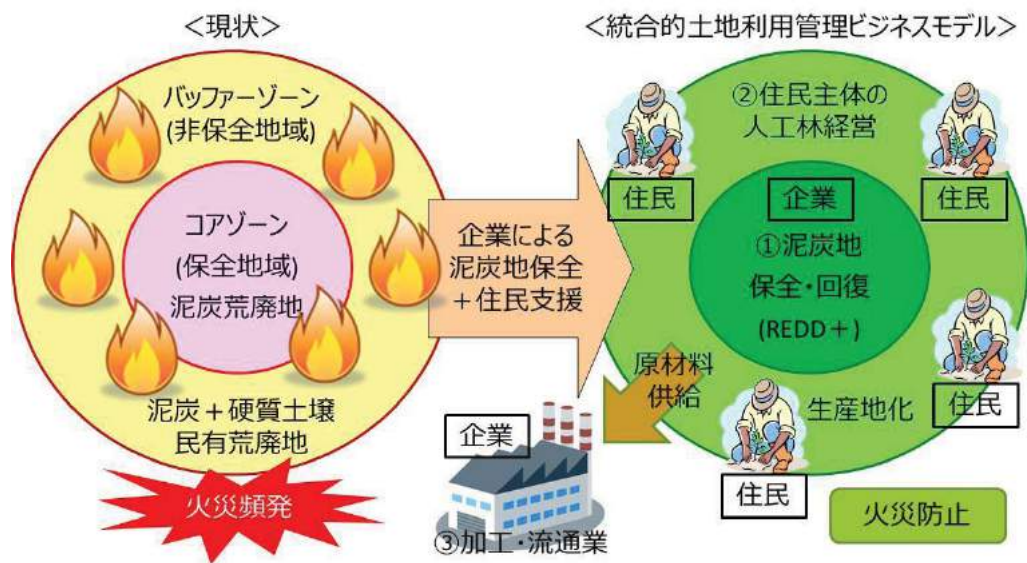 ＜現状＞
バッファーゾーン
(非保全地域)
コアゾーン
(保全地域)
泥炭荒廃地
泥炭＋硬質土壌
民有荒廃地
火災頻発
企業による
泥炭地保全
＋住民支援
＜統合的土地利用管理ビジネスモデル＞
②住民主体の
人工林経営
住民
住民
企業
①泥炭地
保全・回復
(REDD＋)
原材料
供給
生産地化
住民
住民
企業
③加工・流通業
火災防止